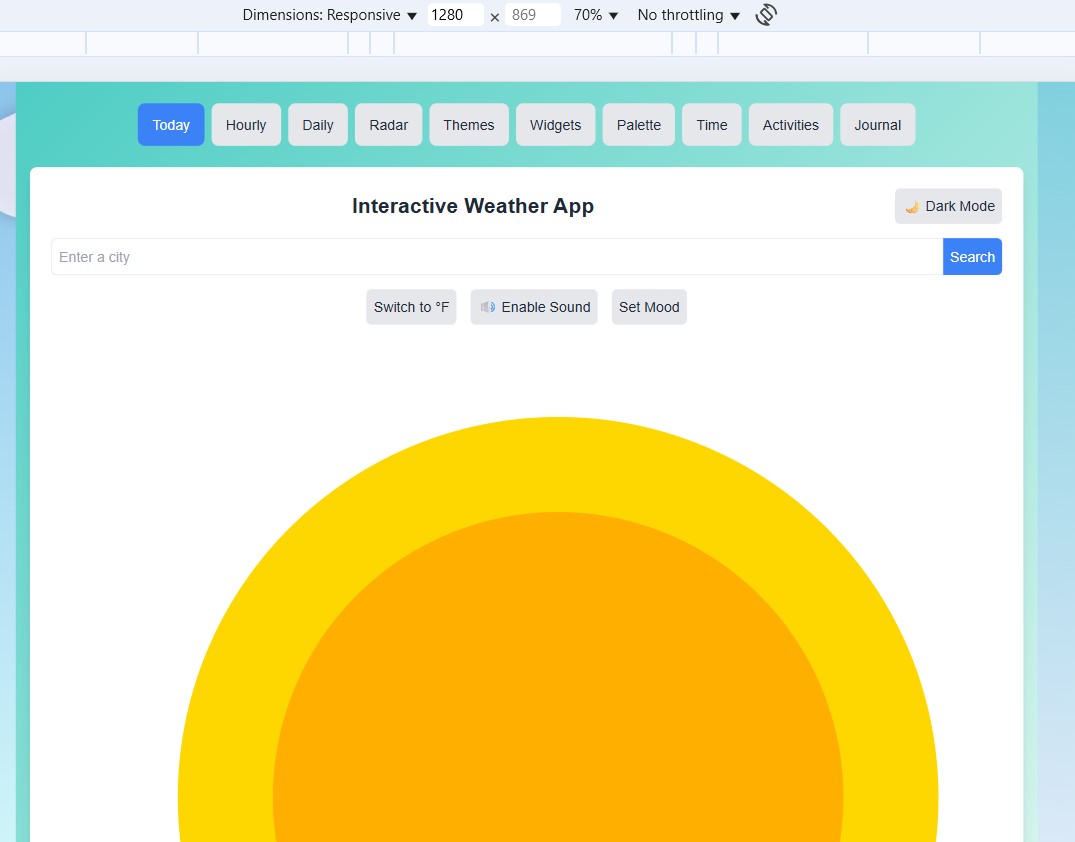 Dimensions: Responsive ▼ 1280 × 869 70% ▼ No throttling ▼
Today Hourly Daily Radar Themes Widgets Palette Time Activities Journal
Interactive Weather App 🌙 Dark Mode
Enter a city Search
Switch to °F 🔊 Enable Sound Set Mood